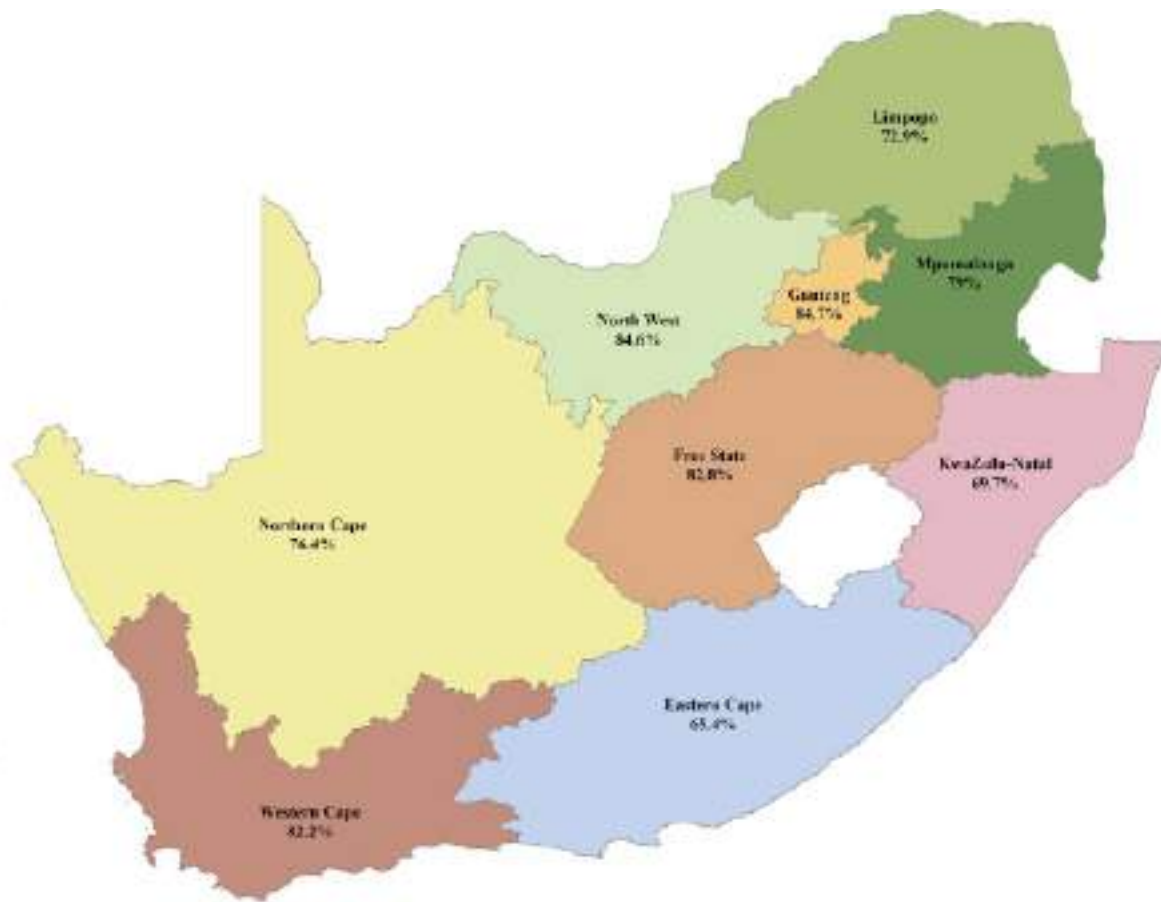 Limpopo
72.9%
Mpumalanga
79%
Gauteng
84.7%
North West
84.6%
Free State
82.8%
KwaZulu-Natal
69.7%
Northern Cape
76.4%
Eastern Cape
65.4%
Western Cape
82.2%